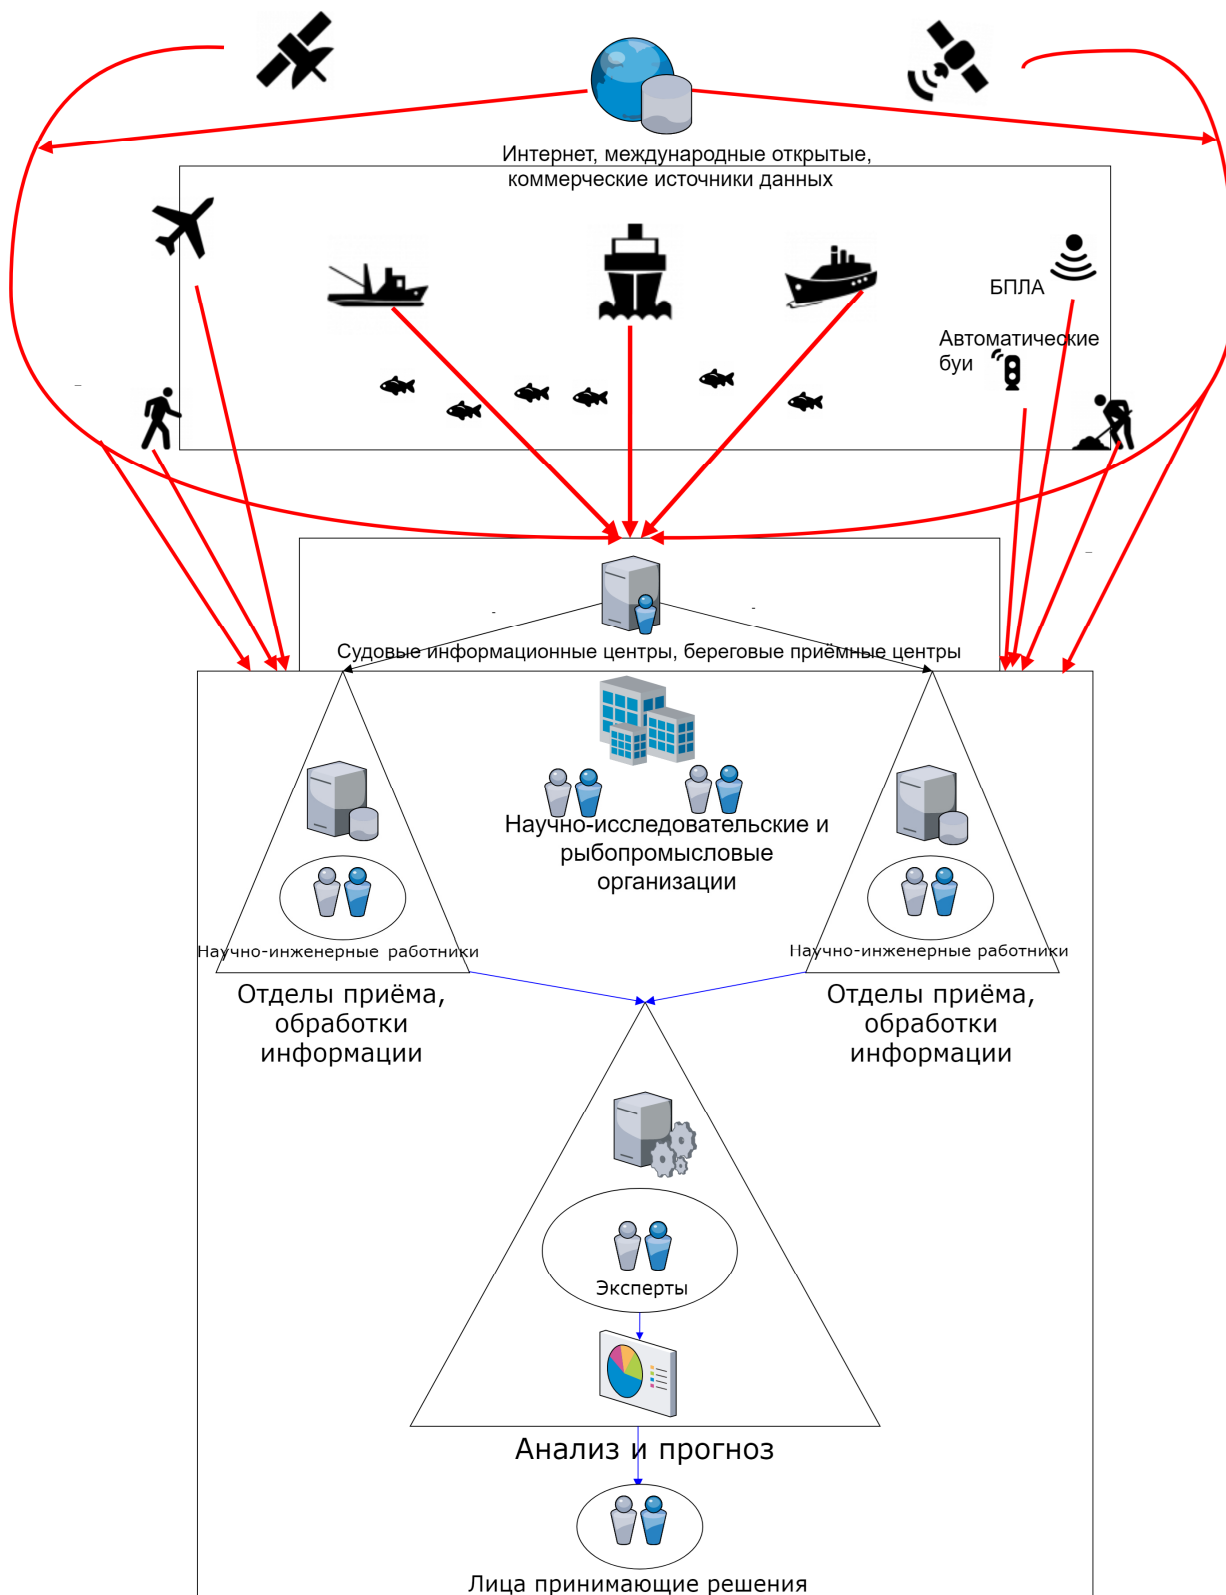 Интернет, международные открытые,
коммерческие источники данных
БПЛА
Автоматические
буи
Судовые информационные центры, береговые приёмные центры
Научно-исследовательские и
рыбопромысловые
организации
Научно-инженерные работники
Научно-инженерные работники
Отделы приёма,
обработки
информации
Отделы приёма,
обработки
информации
Эксперты
Анализ и прогноз
Лица принимающие решения